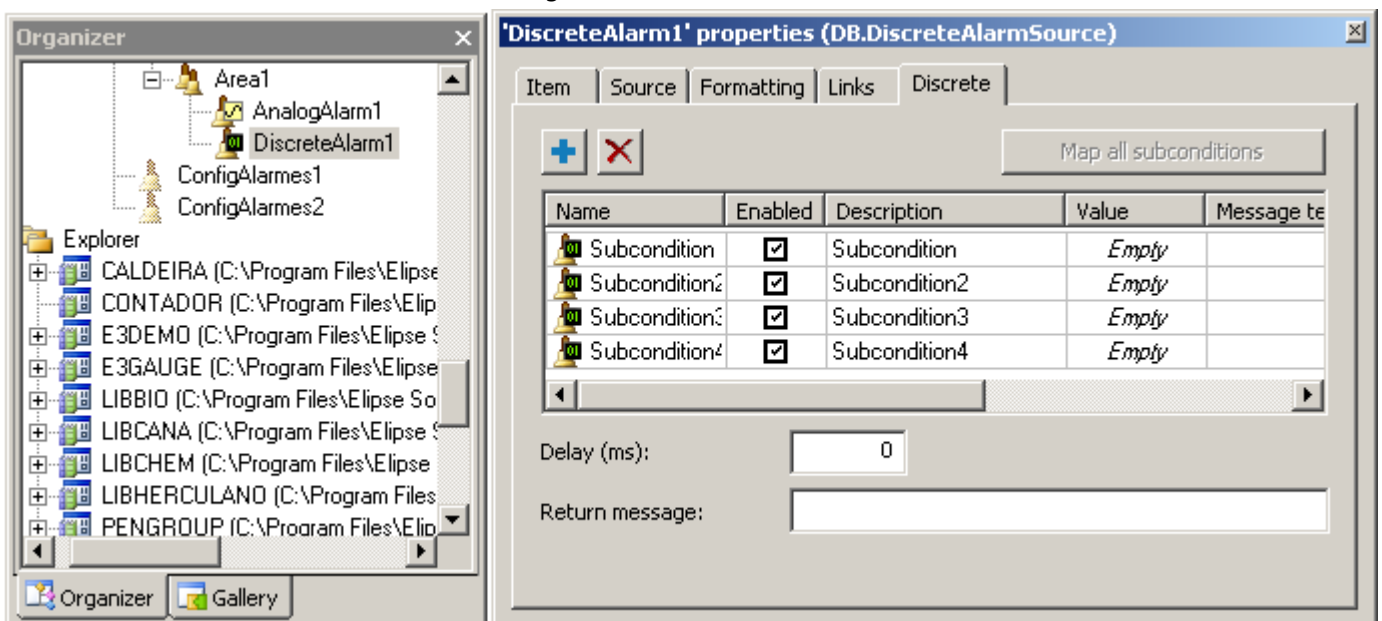 Organizer
Area1
AnalogAlarm1
DiscreteAlarm1
ConfigAlarmes1
ConfigAlarmes2
Explorer
CALDEIRA (C:\Program Files\Elipse
CONTADOR (C:\Program Files\Elip
E3DEMO (C:\Program Files\Elipse S
E3GAUGE (C:\Program Files\Elipse
LIBBIO (C:\Program Files\Elipse So
LIBCANA (C:\Program Files\Elipse S
LIBCHEM (C:\Program Files\Elipse
LIBHERCULANO (C:\Program Files
PENGROUP (C:\Program Files\Elip
Organizer Gallery
'DiscreteAlarm1' properties (DB.DiscreteAlarmSource)
Item Source Formatting Links Discrete
Map all subconditions
Name Enabled Description Value Message te
Subcondition Subcondition Empty
Subcondition2 Subcondition2 Empty
Subcondition3 Subcondition3 Empty
Subcondition4 Subcondition4 Empty
Delay (ms): 0
Return message: